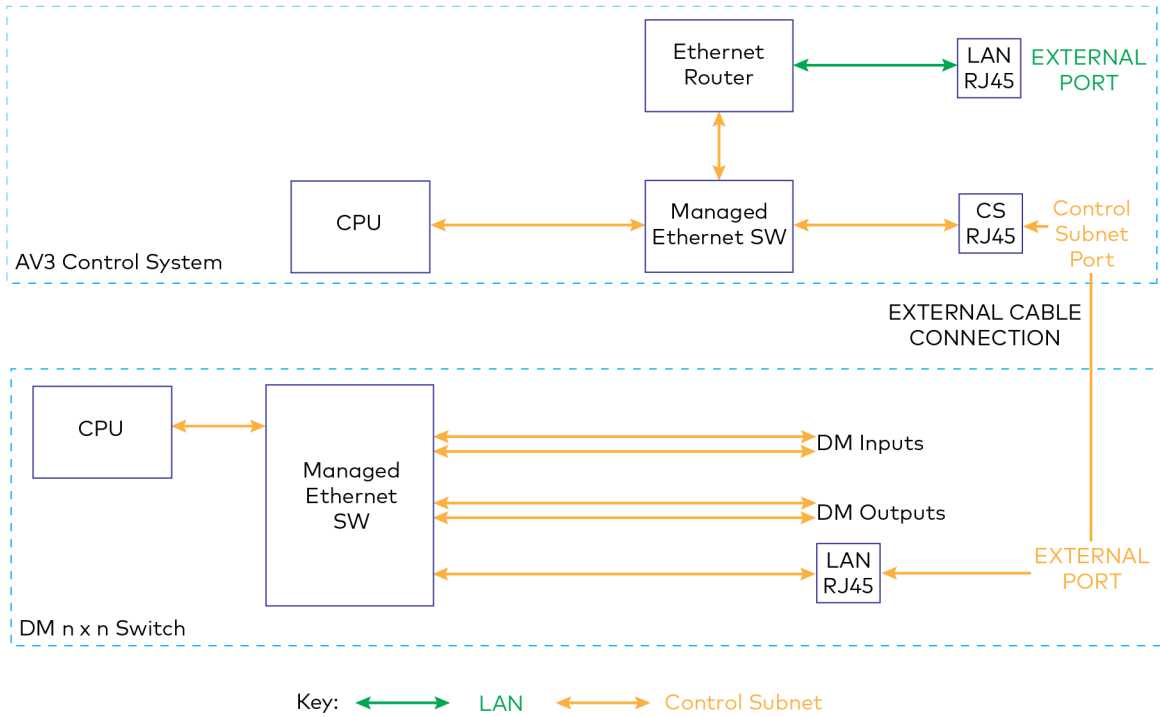 Ethernet
Router
LAN
RJ45
EXTERNAL
PORT
CPU
Managed
Ethernet SW
CS
RJ45
Control
Subnet
Port
AV3 Control System
EXTERNAL CABLE
CONNECTION
CPU
Managed
Ethernet
SW
DM Inputs
DM Outputs
LAN
RJ45
EXTERNAL
PORT
DM n x n Switch
Key:
LAN
Control Subnet